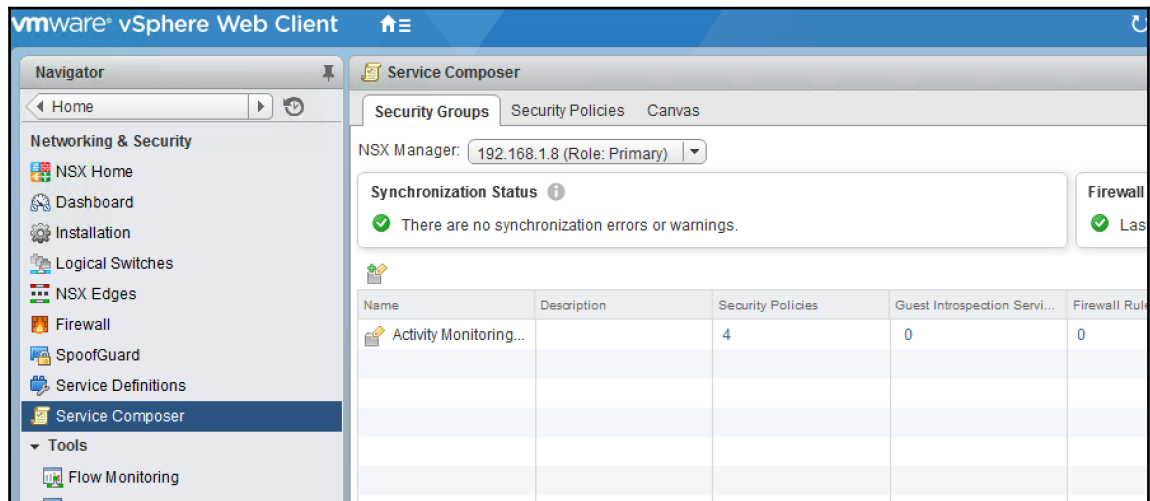 vmware® vSphere Web Client
Navigator
Home
Networking & Security
NSX Home
Dashboard
Installation
Logical Switches
NSX Edges
Firewall
SpoofGuard
Service Definitions
Service Composer
Tools
Flow Monitoring
Service Composer
Security Groups Security Policies Canvas
NSX Manager: 192.168.1.8 (Role: Primary)
Synchronization Status
There are no synchronization errors or warnings.
Firewall
Las
Name Description Security Policies Guest Introspection Servi... Firewall Rule
Activity Monitoring... 4 0 0